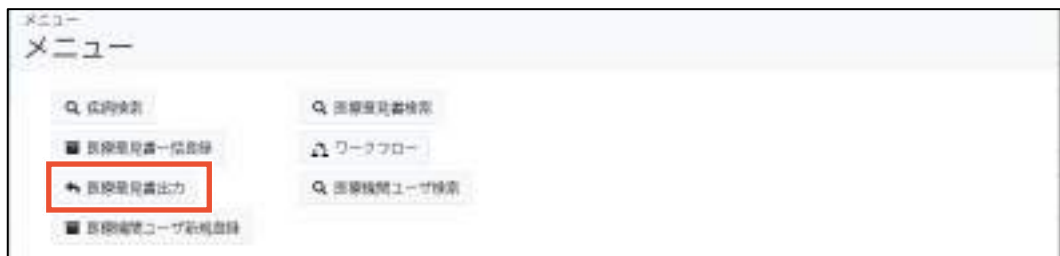 メニュー
メニュー
疾病検索
医療意見書検索
医療意見書一括登録
ワークフロー
医療意見書出力
医療機関ユーザ検索
医療機関ユーザ新規登録